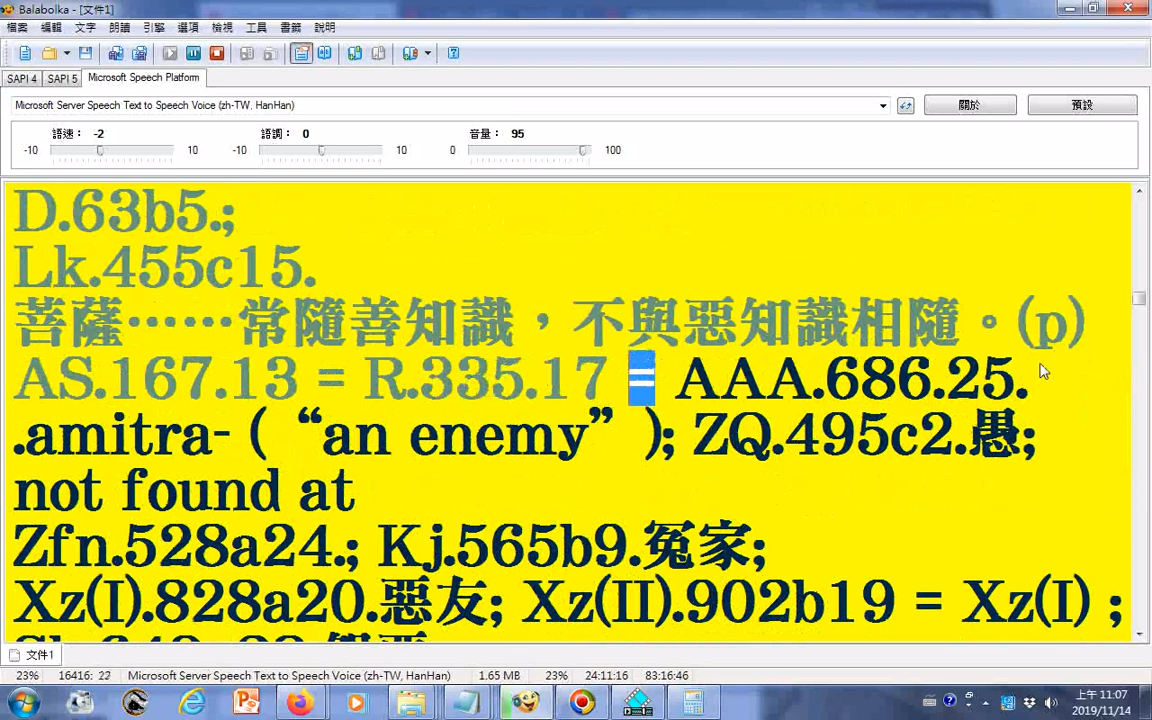 Balabolka - [文件1]
檔案 編輯 文字 朗讀 引擎 選項 檢視 工具 書籤 說明
SAPI 4 SAPI 5 Microsoft Speech Platform
Microsoft Server Speech Text to Speech Voice (zh-TW, HanHan) 關於 預設
語速： -2 語調： 0 音量： 95
-10 10 -10 10 0 100
D.63b5.;
Lk.455c15.
菩薩……常隨善知識，不與惡知識相隨。(p)
AS.167.13 = R.335.17 = AAA.686.25.
.amitra- (“an enemy”); ZQ.495c2.愚;
not found at
Zfn.528a24.; Kj.565b9.冤家;
Xz(I).828a20.惡友; Xz(II).902b19 = Xz(I) ;
文件1
23% 16416: 22 Microsoft Server Speech Text to Speech Voice (zh-TW, HanHan) 1.65 MB 23% 24:11:16 83:16:46
上午 11:07
2019/11/14